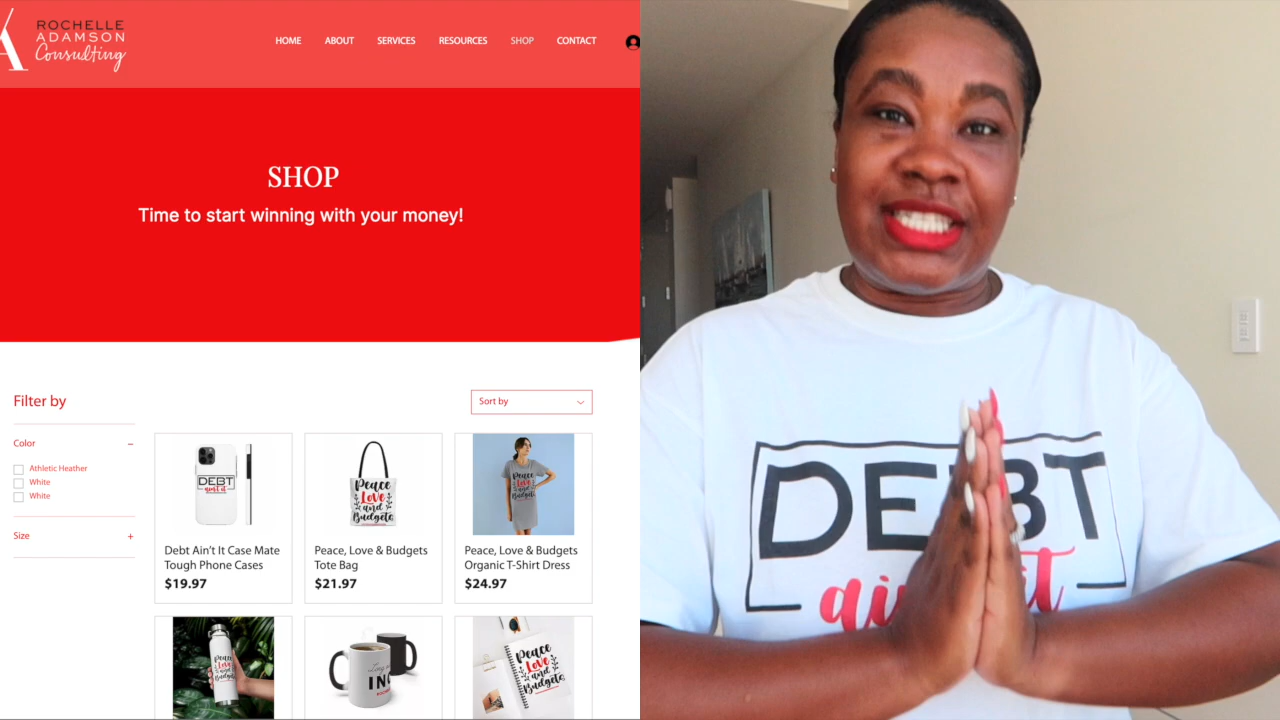 ROCHELLE
ADAMSON
Consulting
HOME ABOUT SERVICES RESOURCES SHOP CONTACT
SHOP
Time to start winning with your money!
Filter by
Sort by
Color
−
Athletic Heather
White
White
Size
+
DEBT
ain't it
Debt Ain't It Case Mate
Tough Phone Cases
$19.97
Peace
Love
and
Budgets
Peace, Love & Budgets
Tote Bag
$21.97
Peace
Love
and
Budgets
Peace, Love & Budgets
Organic T-Shirt Dress
$24.97
Peace
Love
and
Budgets
Peace
Love
and
Budgets
DEBT